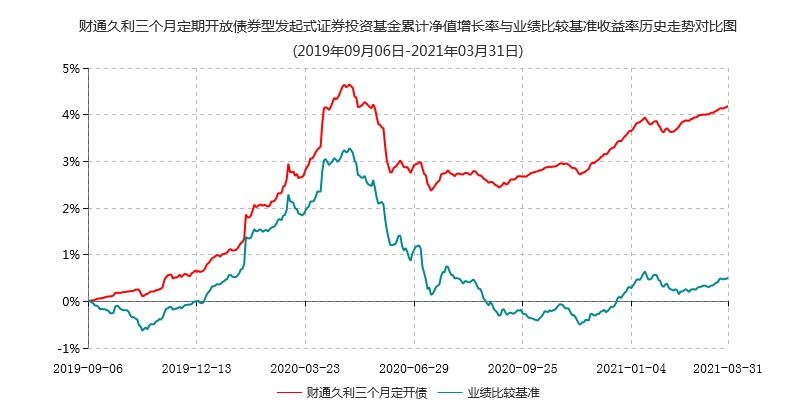 财通久利三个月定期开放债券型发起式证券投资基金累计净值增长率与业绩比较基准收益率历史走势对比图
(2019年09月06日-2021年03月31日)
5%
4%
3%
2%
1%
0%
-1%
2019-09-06 2019-12-13 2020-03-23 2020-06-29 2020-09-25 2021-01-04 2021-03-31
财通久利三个月定开债 业绩比较基准